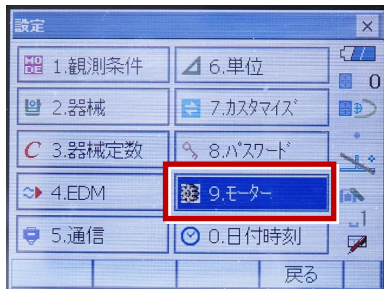 設定
MODE 1.観測条件
2.器械
C 3.器械定数
4.EDM
5.通信
6.単位
7.ｶｽﾀﾏｲｽﾞ
8.ﾊﾟｽﾜｰﾄﾞ
9.ﾓｰﾀｰ
0.日付時刻
0
1
戻る